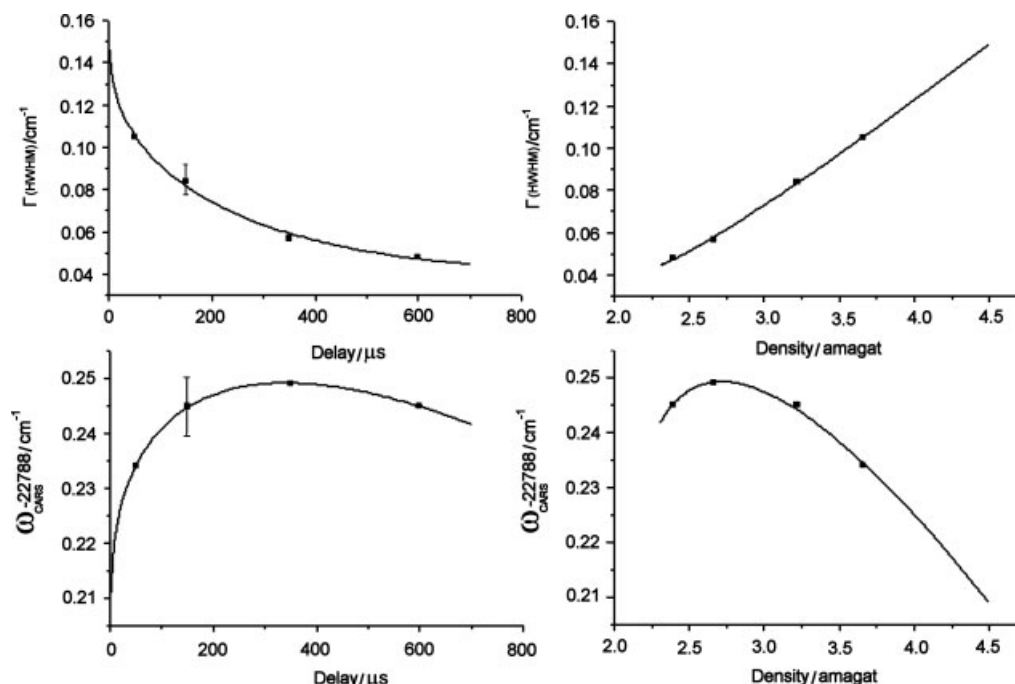 0.16
0.14
0.12
0.10
0.08
0.06
0.04
Γ(HWHM)/cm⁻¹
0 200 400 600 800
Delay/μs
0.16
0.14
0.12
0.10
0.08
0.06
0.04
Γ(HWHM)/cm⁻¹
2.0 2.5 3.0 3.5 4.0 4.5
Density/amagat
0.25
0.24
0.23
0.22
0.21
ω_CARS-22788/cm⁻¹
0 200 400 600 800
Delay/μs
0.25
0.24
0.23
0.22
0.21
ω_CARS-22788/cm⁻¹
2.0 2.5 3.0 3.5 4.0 4.5
Density/amagat